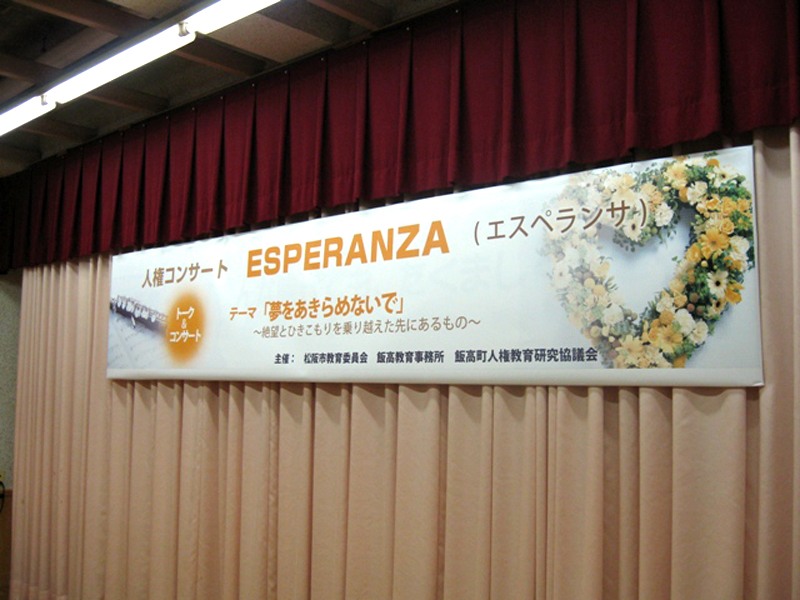 人権コンサート ESPERANZA (エスペランサ)
トーク
&
コンサート
テーマ「夢をあきらめないで」
～絶望とひきこもりを乗り越えた先にあるもの～
主催： 松阪市教育委員会 飯高教育事務所 飯高町人権教育研究協議会